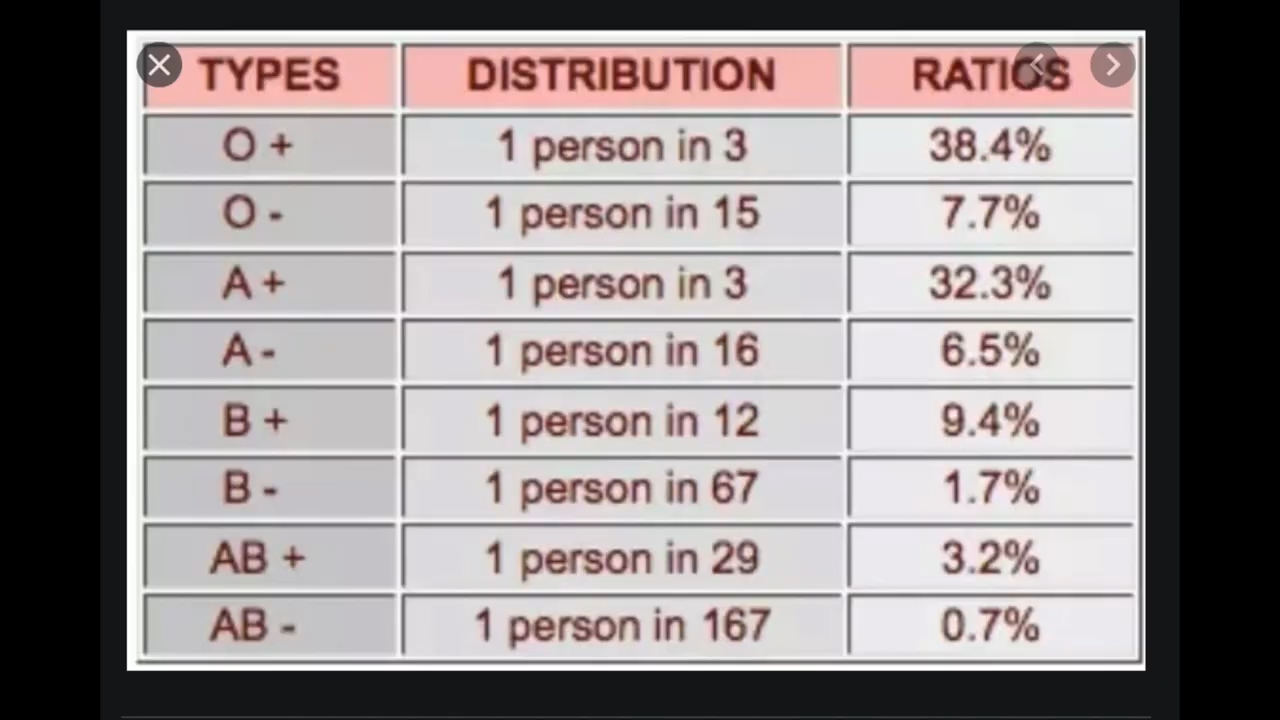 TYPES DISTRIBUTION RATIOS
O + 1 person in 3 38.4%
O - 1 person in 15 7.7%
A + 1 person in 3 32.3%
A - 1 person in 16 6.5%
B + 1 person in 12 9.4%
B - 1 person in 67 1.7%
AB + 1 person in 29 3.2%
AB - 1 person in 167 0.7%